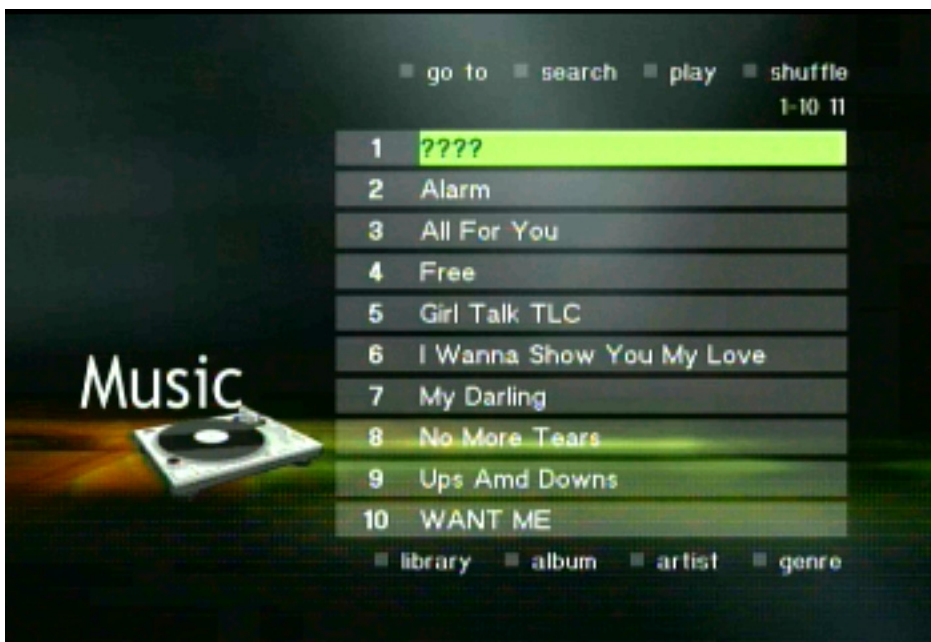 go to search play shuffle
1-10 11
1 ????
2 Alarm
3 All For You
4 Free
5 Girl Talk TLC
6 I Wanna Show You My Love
Music
7 My Darling
8 No More Tears
9 Ups Amd Downs
10 WANT ME
library album artist genre